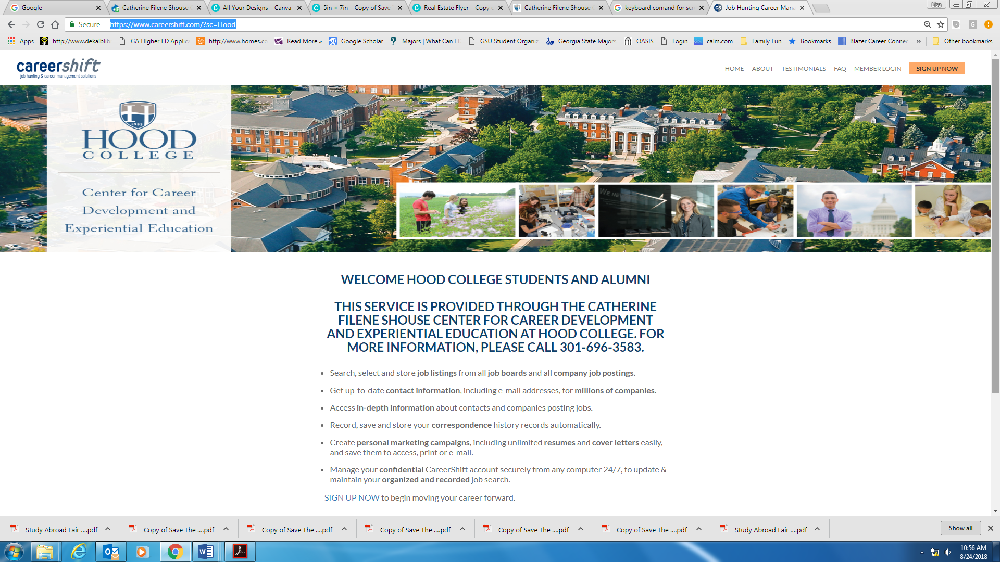 Google
Catherine Filene Shouse
All Your Designs – Canva
5in × 7in – Copy of Save
Real Estate Flyer – Copy
Catherine Filene Shouse
keyboard comand for scr
Job Hunting Career Mana
Lisa
Secure
https://www.careershift.com/?sc=Hood
Apps
http://www.dekalblib
GA HIgher ED Applic
http://www.homes.co
Read More »
Google Scholar
Majors | What Can I D
GSU Student Organiz
Georgia State Majors
OASIS
Login
calm.com
Family Fun
Bookmarks
Blazer Career Connec
»
Other bookmarks
careershift
job hunting & career management solutions
HOME
ABOUT
TESTIMONIALS
FAQ
MEMBER LOGIN
SIGN UP NOW
H
1893
HOOD
COLLEGE
Center for Career
Development and
Experiential Education
WE NE
WELCOME HOOD COLLEGE STUDENTS AND ALUMNI
THIS SERVICE IS PROVIDED THROUGH THE CATHERINE
FILENE SHOUSE CENTER FOR CAREER DEVELOPMENT
AND EXPERIENTIAL EDUCATION AT HOOD COLLEGE. FOR
MORE INFORMATION, PLEASE CALL 301-696-3583.
• Search, select and store job listings from all job boards and all company job postings.
• Get up-to-date contact information, including e-mail addresses, for millions of companies.
• Access in-depth information about contacts and companies posting jobs.
• Record, save and store your correspondence history records automatically.
• Create personal marketing campaigns, including unlimited resumes and cover letters easily,
and save them to access, print or e-mail.
• Manage your confidential CareerShift account securely from any computer 24/7, to update &
maintain your organized and recorded job search.
SIGN UP NOW to begin moving your career forward.
Study Abroad Fair ....pdf
Copy of Save The ....pdf
Copy of Save The ....pdf
Copy of Save The ....pdf
Copy of Save The ....pdf
Copy of Save The ....pdf
Study Abroad Fair ....pdf
Show all
10:56 AM
8/24/2018